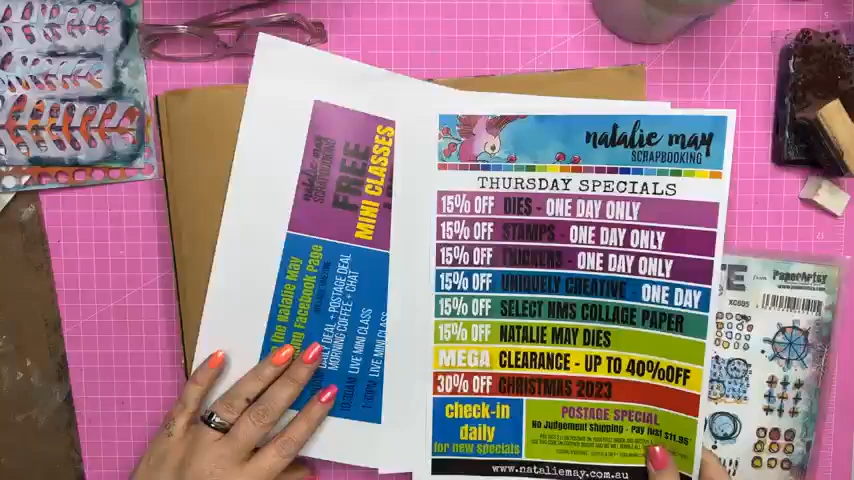 natalie may
SCRAPBOOKING
THURSDAY SPECIALS
15% OFF DIES - ONE DAY ONLY
15% OFF STAMPS - ONE DAY ONLY
15% OFF THICKERS - ONE DAY ONLY
15% OFF UNIQUELY CREATIVE - ONE DAY
15% OFF SELECT NMS COLLAGE PAPER
15% OFF NATALIE MAY DIES
MEGA CLEARANCE - UP TO 40%OFF
30% OFF CHRISTMAS 2023
check-in
daily
for new specials
POSTAGE SPECIAL
No Judgement Shipping - Pay Just $11.95
www.nataliemay.com.au
natalie may
SCRAPBOOKING
FREE
MINI CLASSES
the Natalie May
Facebook Page
DAILY DEAL + POSTAGE DEAL
MORNING COFFEE + CHAT
10:30AM LIVE MINI CLASS
LIVE MINI CLASS
from PaperArtsy